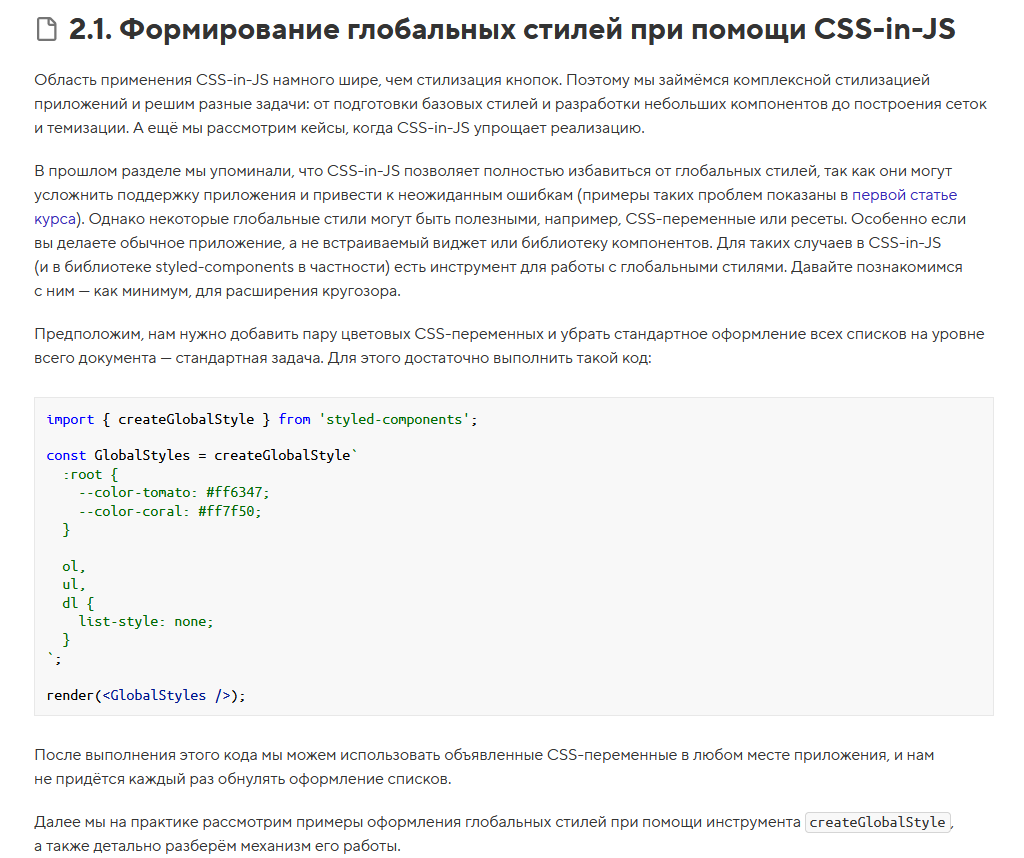 2.1. Формирование глобальных стилей при помощи CSS-in-JS
Область применения CSS-in-JS намного шире, чем стилизация кнопок. Поэтому мы займёмся комплексной стилизацией
приложений и решим разные задачи: от подготовки базовых стилей и разработки небольших компонентов до построения сеток
и темизации. А ещё мы рассмотрим кейсы, когда CSS-in-JS упрощает реализацию.
В прошлом разделе мы упоминали, что CSS-in-JS позволяет полностью избавиться от глобальных стилей, так как они могут
усложнить поддержку приложения и привести к неожиданным ошибкам (примеры таких проблем показаны в первой статье
курса). Однако некоторые глобальные стили могут быть полезными, например, CSS-переменные или ресеты. Особенно если
вы делаете обычное приложение, а не встраиваемый виджет или библиотеку компонентов. Для таких случаев в CSS-in-JS
(и в библиотеке styled-components в частности) есть инструмент для работы с глобальными стилями. Давайте познакомимся
с ним — как минимум, для расширения кругозора.
Предположим, нам нужно добавить пару цветовых CSS-переменных и убрать стандартное оформление всех списков на уровне
всего документа — стандартная задача. Для этого достаточно выполнить такой код:
import { createGlobalStyle } from 'styled-components';
const GlobalStyles = createGlobalStyle`
  :root {
    --color-tomato: #ff6347;
    --color-coral: #ff7f50;
  }
  ol,
  ul,
  dl {
    list-style: none;
  }
`;
render(<GlobalStyles />);
После выполнения этого кода мы можем использовать объявленные CSS-переменные в любом месте приложения, и нам
не придётся каждый раз обнулять оформление списков.
Далее мы на практике рассмотрим примеры оформления глобальных стилей при помощи инструмента createGlobalStyle,
а также детально разберём механизм его работы.